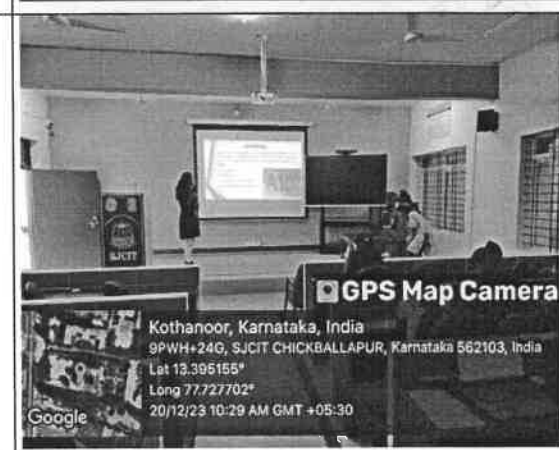 SJCIT
GPS Map Camera
Kothanoor, Karnataka, India
9PWH+24G, SJCIT CHICKBALLAPUR, Karnataka 562103, India
Lat 13.395155°
Long 77.727702°
20/12/23 10:29 AM GMT +05:30
Google